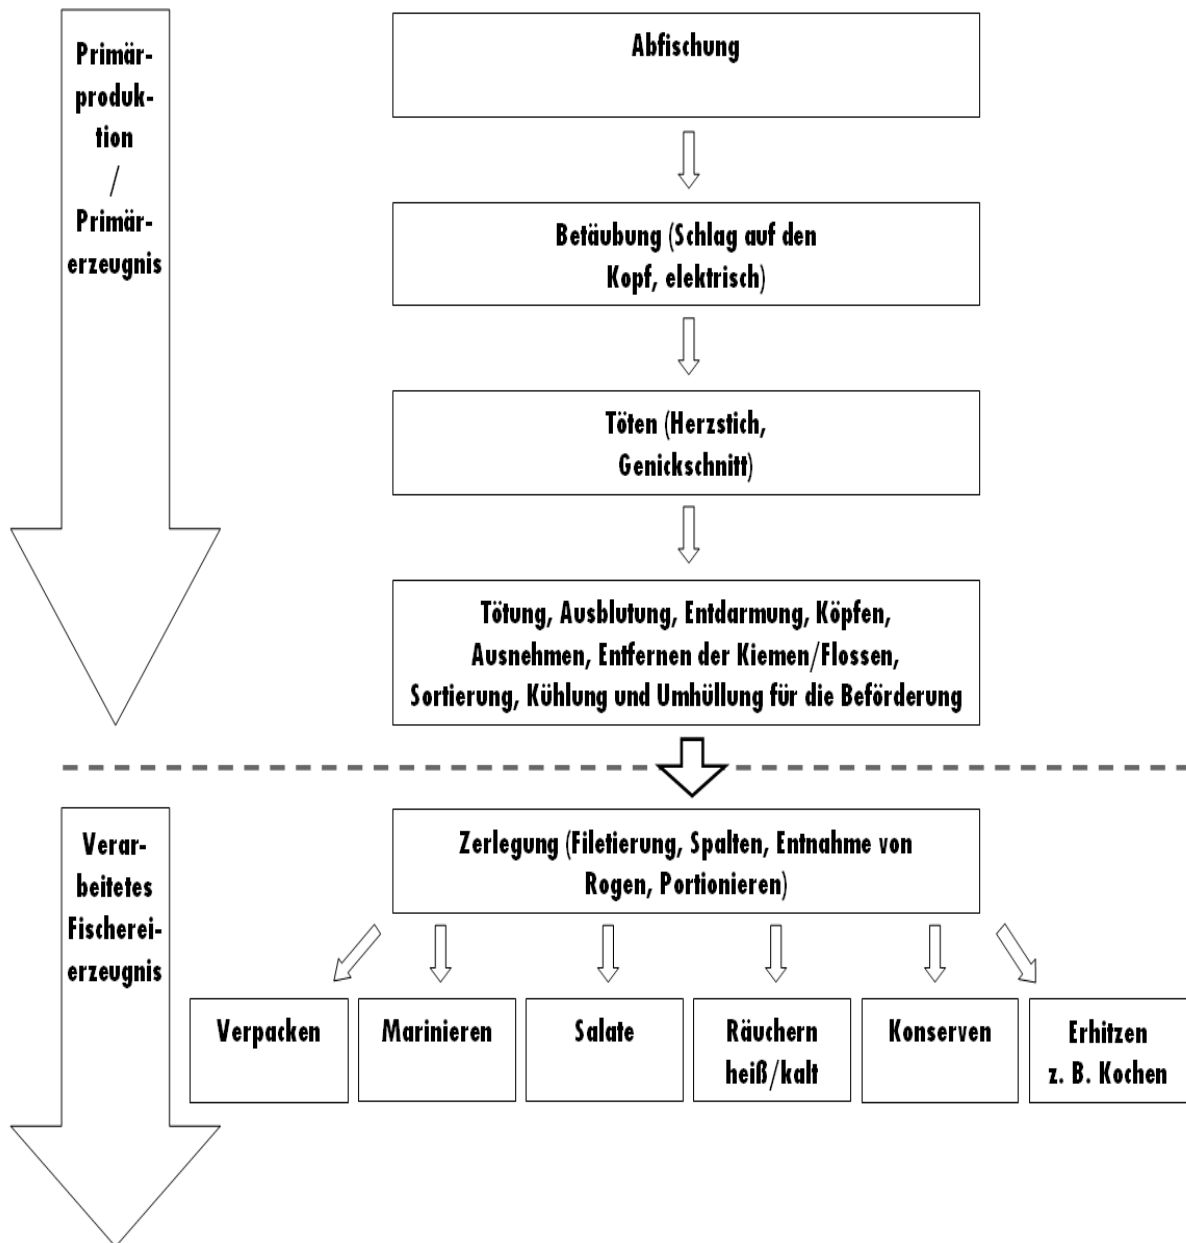 Primär-
produk-
tion
/
Primär-
erzeugnis
Abfischung
Betäubung (Schlag auf den
Kopf, elektrisch)
Töten (Herzstich,
Genickschnitt)
Tötung, Ausblutung, Entdarmung, Köpfen,
Ausnehmen, Entfernen der Kiemen/Flossen,
Sortierung, Kühlung und Umhüllung für die Beförderung
Verar-
beitetes
Fischerei-
erzeugnis
Zerlegung (Filetierung, Spalten, Entnahme von
Rogen, Portionieren)
Verpacken
Marinieren
Salate
Räuchern
heiß/kalt
Konserven
Erhitzen
z. B. Kochen